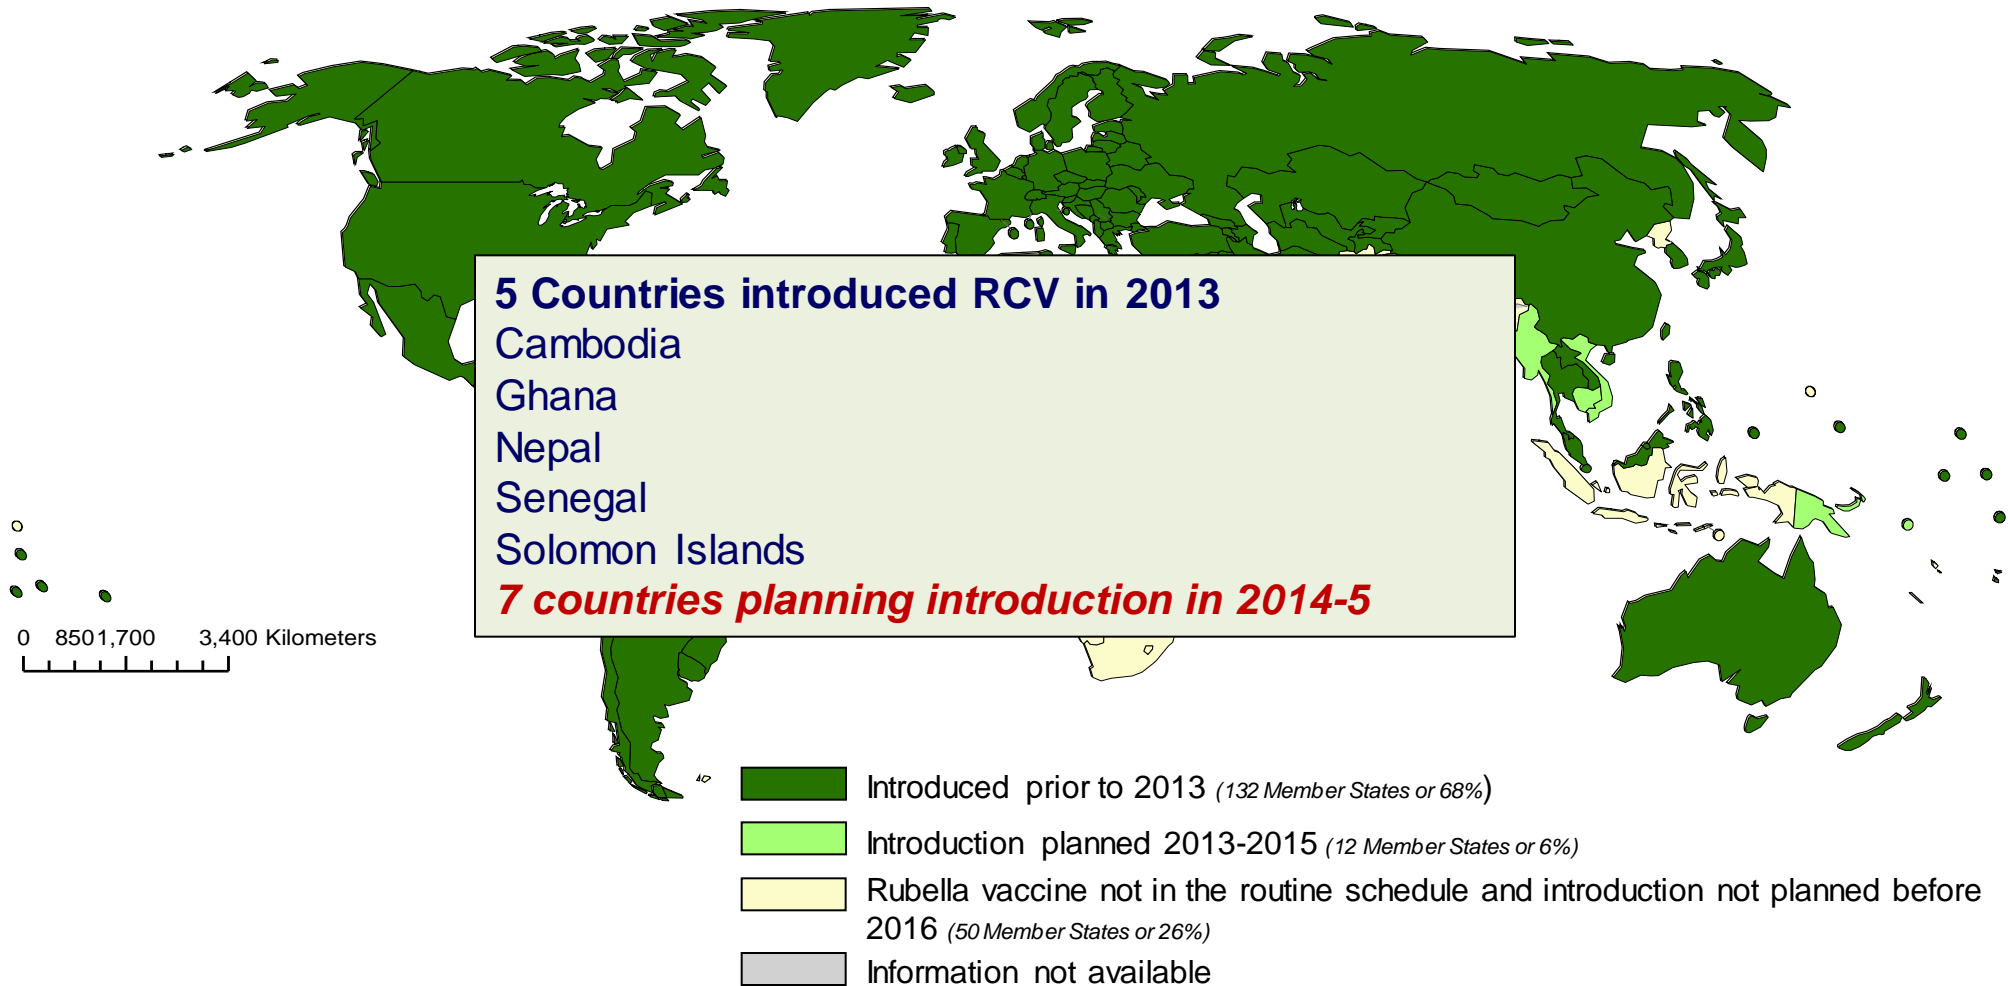 5 Countries introduced RCV in 2013
Cambodia
Ghana
Nepal
Senegal
Solomon Islands
7 countries planning introduction in 2014-5
0 850 1,700 3,400 Kilometers
Introduced prior to 2013 (132 Member States or 68%)
Introduction planned 2013-2015 (12 Member States or 6%)
Rubella vaccine not in the routine schedule and introduction not planned before
2016 (50 Member States or 26%)
Information not available